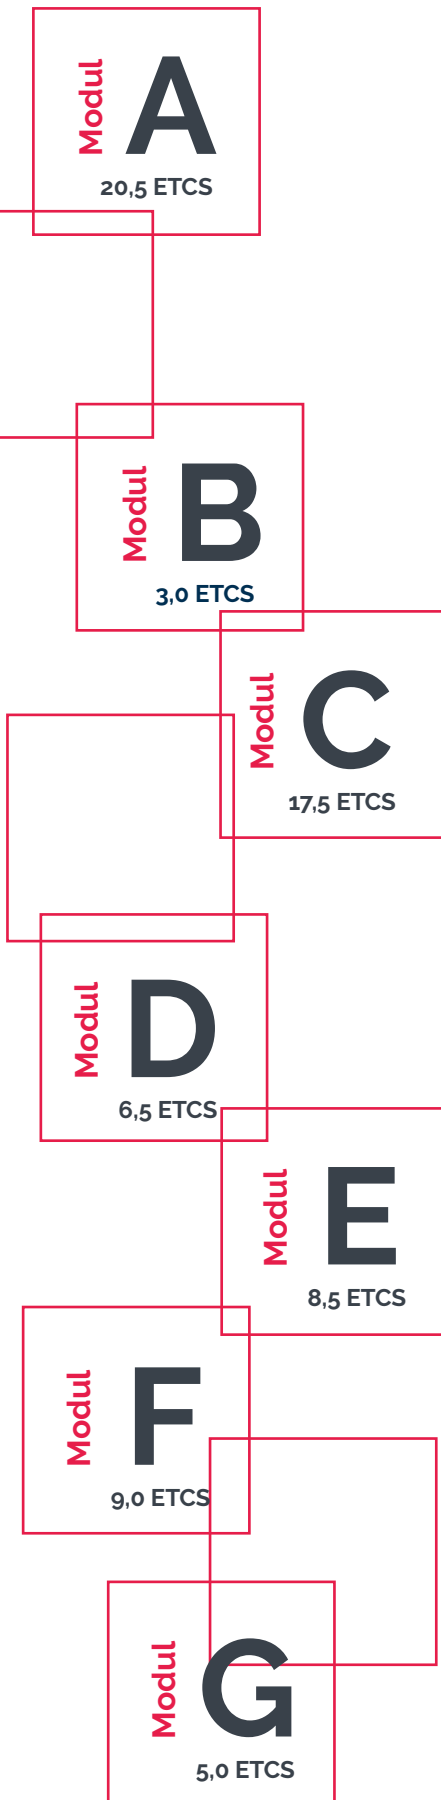 Modul A
20,5 ETCS
Modul B
3,0 ETCS
Modul C
17,5 ETCS
Modul D
6,5 ETCS
Modul E
8,5 ETCS
Modul F
9,0 ETCS
Modul G
5,0 ETCS